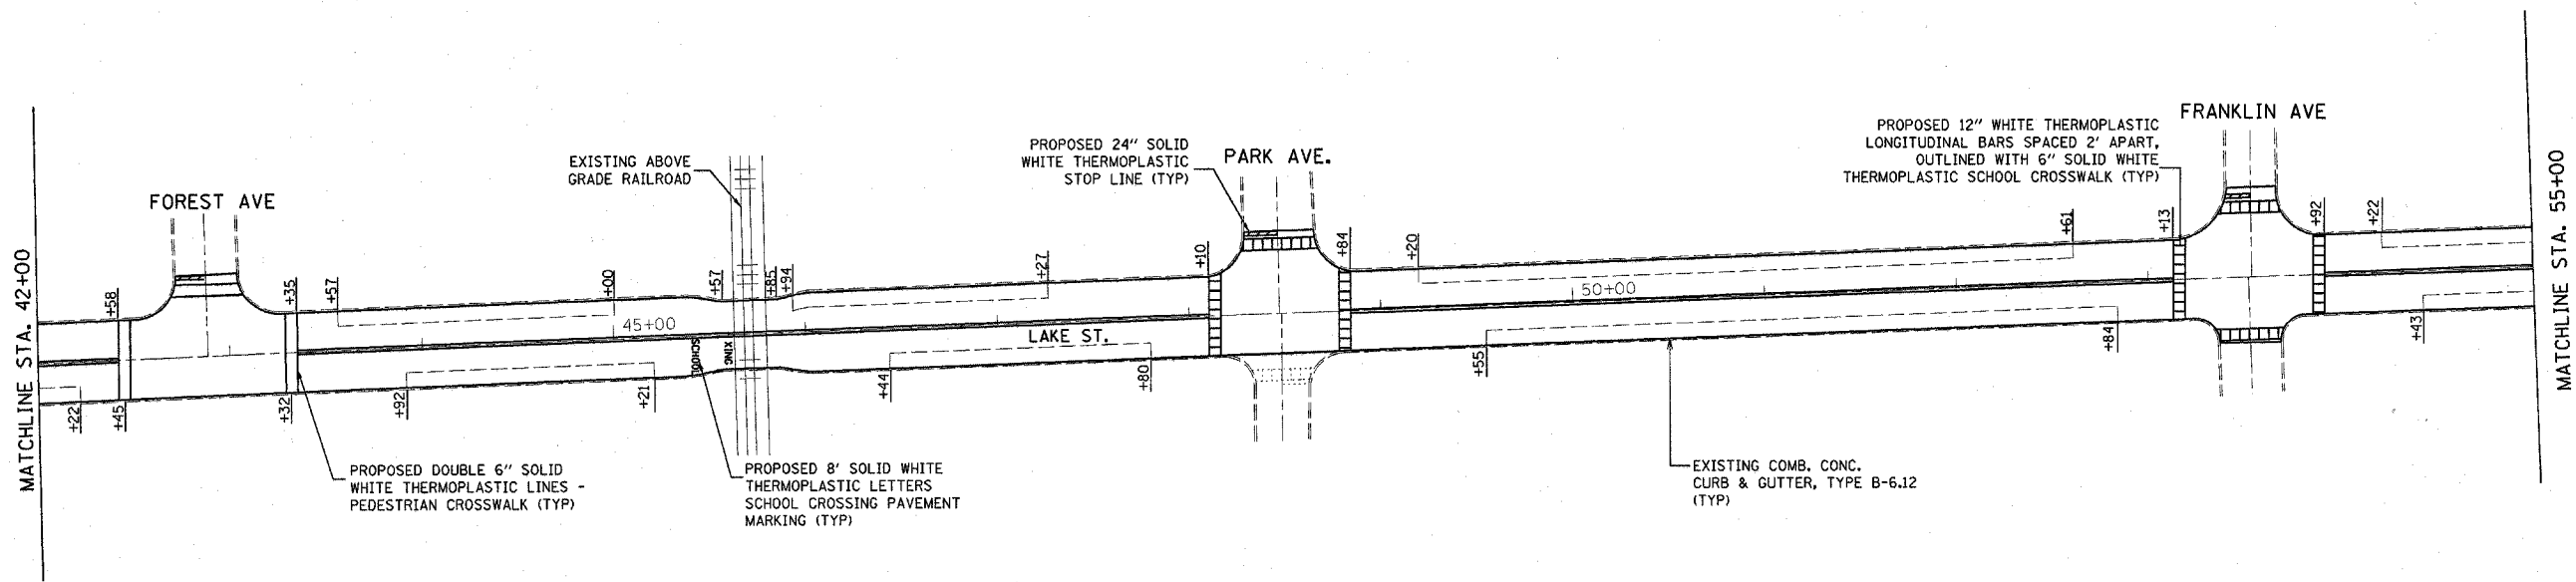 MATCHLINE STA. 42+00
FOREST AVE
EXISTING ABOVE
GRADE RAILROAD
PROPOSED 24" SOLID
WHITE THERMOPLASTIC
STOP LINE (TYP)
PARK AVE.
PROPOSED 12" WHITE THERMOPLASTIC
LONGITUDINAL BARS SPACED 2' APART,
OUTLINED WITH 6" SOLID WHITE
THERMOPLASTIC SCHOOL CROSSWALK (TYP)
FRANKLIN AVE
MATCHLINE STA. 55+00
+58
+35
+57
+00
+57
+85
+94
+27
+10
+84
+20
+61
+13
+92
+22
45+00
50+00
LAKE ST.
SCHOOL
XING
+22
+45
+32
+92
+21
+44
+80
+55
+84
+43
PROPOSED DOUBLE 6" SOLID
WHITE THERMOPLASTIC LINES -
PEDESTRIAN CROSSWALK (TYP)
PROPOSED 8' SOLID WHITE
THERMOPLASTIC LETTERS
SCHOOL CROSSING PAVEMENT
MARKING (TYP)
EXISTING COMB. CONC.
CURB & GUTTER, TYPE B-6.12
(TYP)